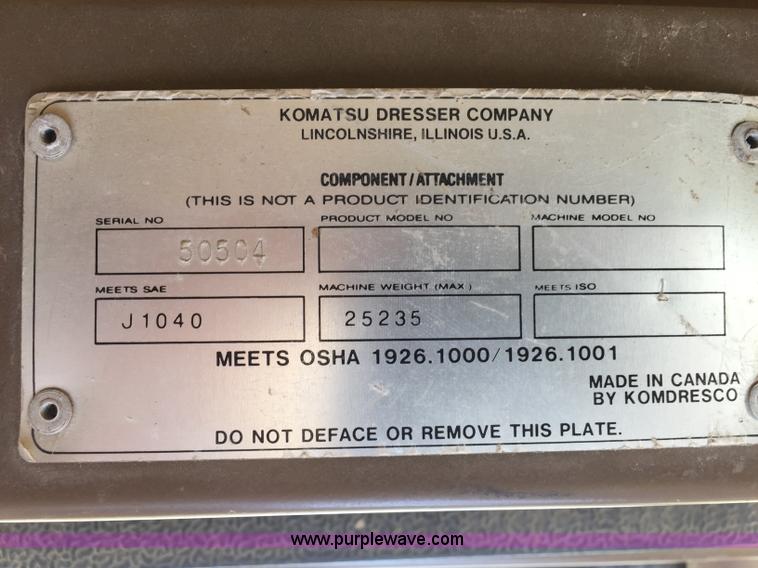 KOMATSU DRESSER COMPANY
LINCOLNSHIRE, ILLINOIS U.S.A.
COMPONENT/ATTACHMENT
(THIS IS NOT A PRODUCT IDENTIFICATION NUMBER)
SERIAL NO PRODUCT MODEL NO MACHINE MODEL NO
50504
MEETS SAE MACHINE WEIGHT (MAX) MEETS ISO
J1040 25235
MEETS OSHA 1926.1000/1926.1001
MADE IN CANADA
BY KOMDRESCO
DO NOT DEFACE OR REMOVE THIS PLATE.
www.purplewave.com